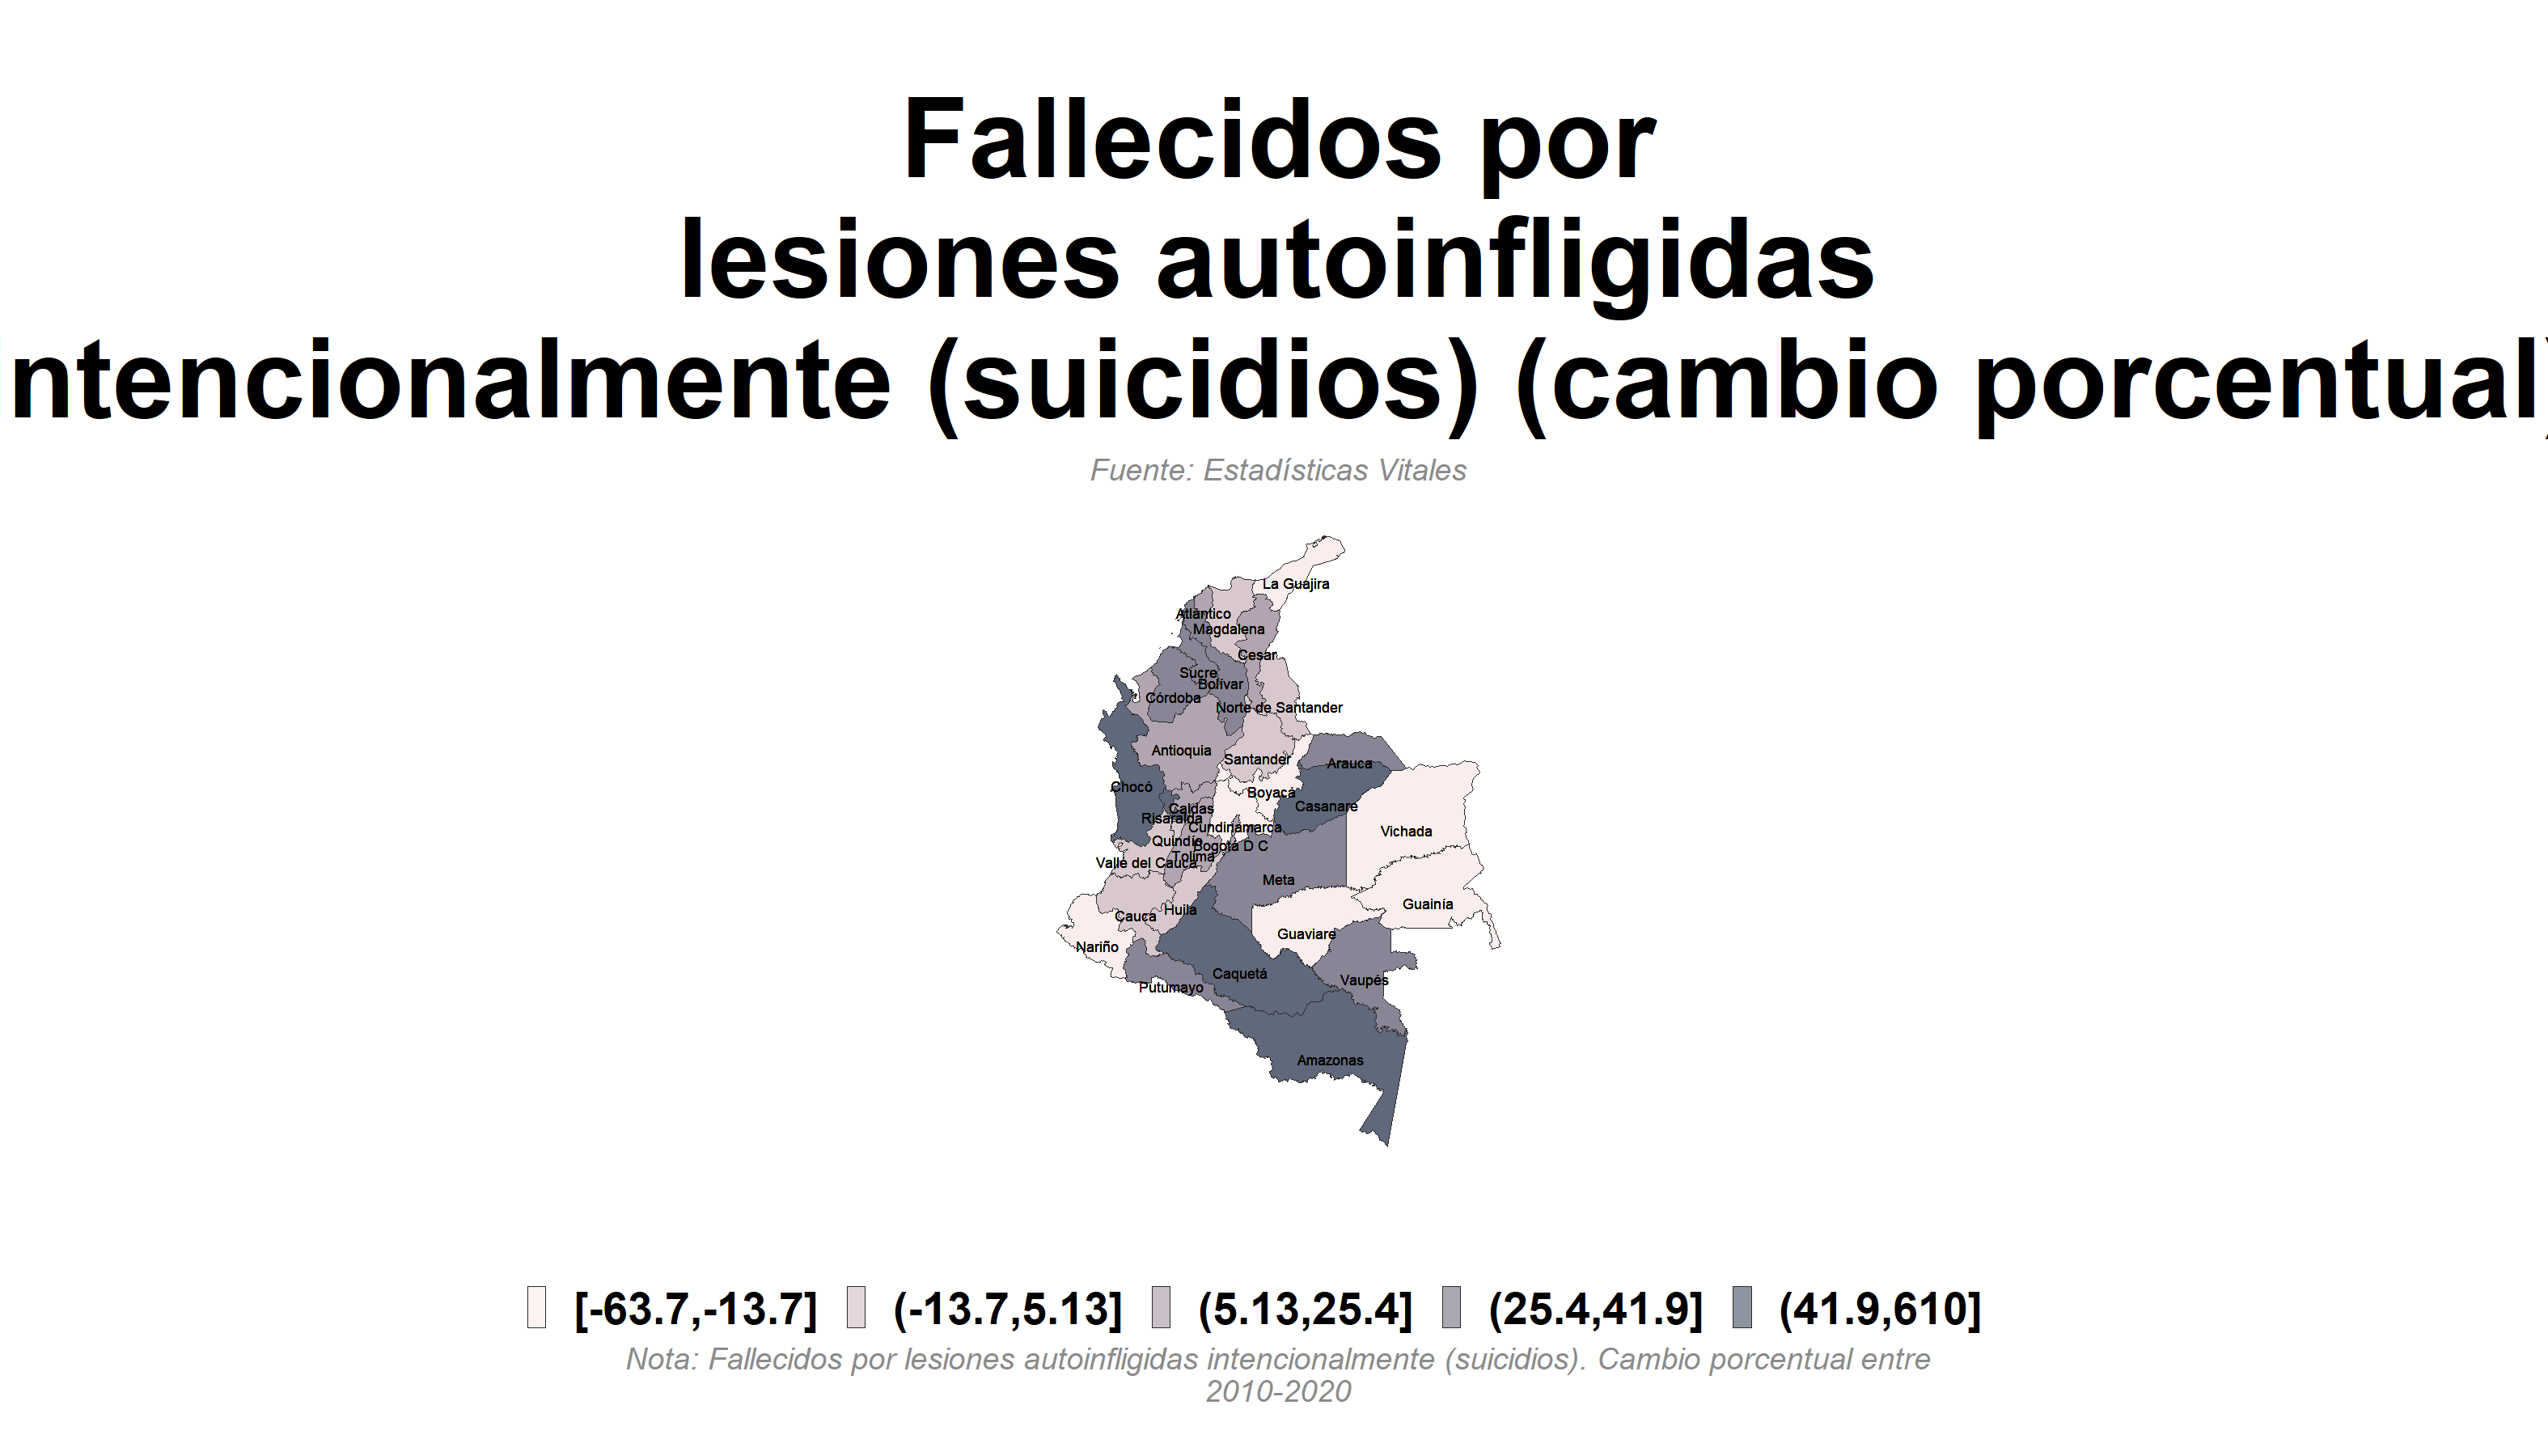 Fallecidos por
lesiones autoinfligidas
intencionalmente (suicidios) (cambio porcentual)
Fuente: Estadísticas Vitales
La Guajira
Atlántico
Magdalena
Cesar
Sucre
Bolívar
Córdoba
Norte de Santander
Antioquia
Santander
Arauca
Chocó
Boyacá
Casanare
Caldas
Risaralda
Cundinamarca
Vichada
Quindío
Bogotá D C
Tolima
Valle del Cauca
Meta
Guainía
Huila
Cauca
Guaviare
Nariño
Caquetá
Vaupés
Putumayo
Amazonas
[-63.7,-13.7] (-13.7,5.13] (5.13,25.4] (25.4,41.9] (41.9,610]
Nota: Fallecidos por lesiones autoinfligidas intencionalmente (suicidios). Cambio porcentual entre
2010-2020